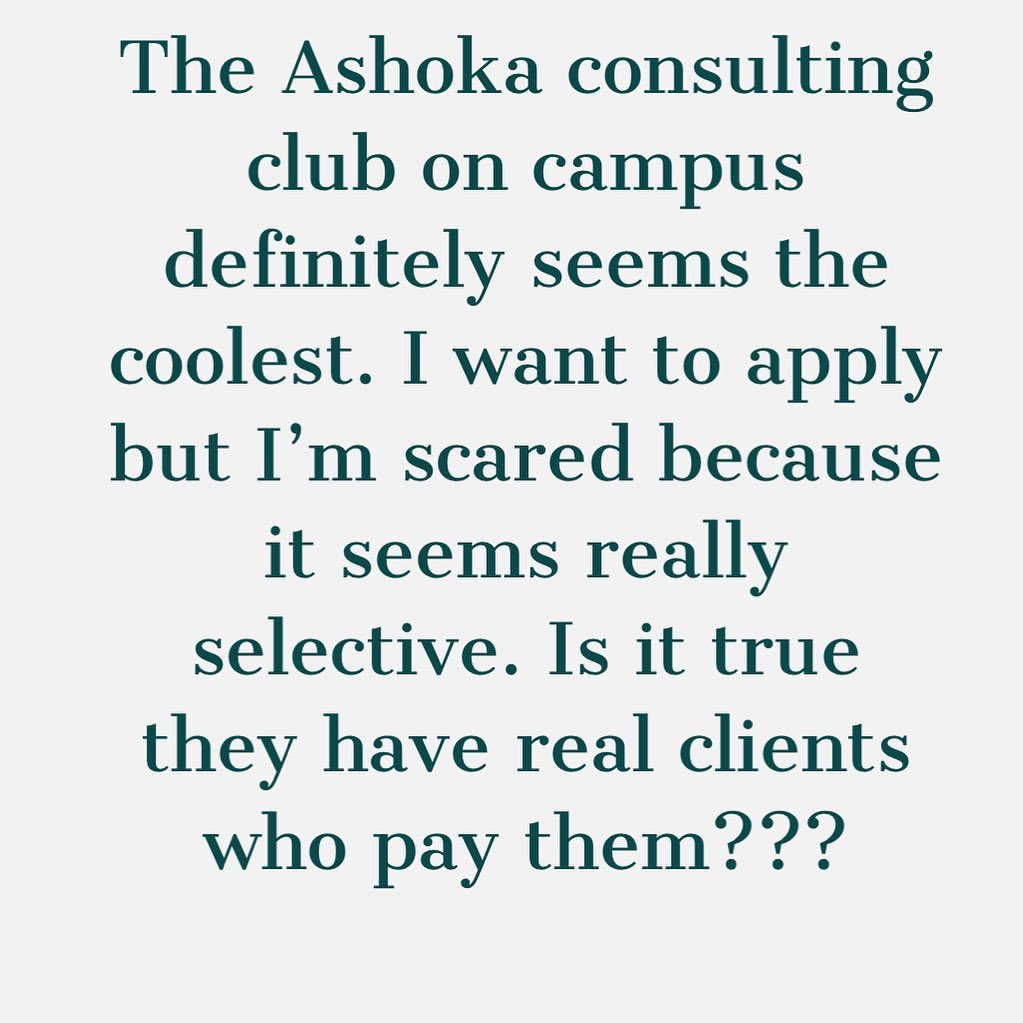 The Ashoka consulting
club on campus
definitely seems the
coolest. I want to apply
but I’m scared because
it seems really
selective. Is it true
they have real clients
who pay them???